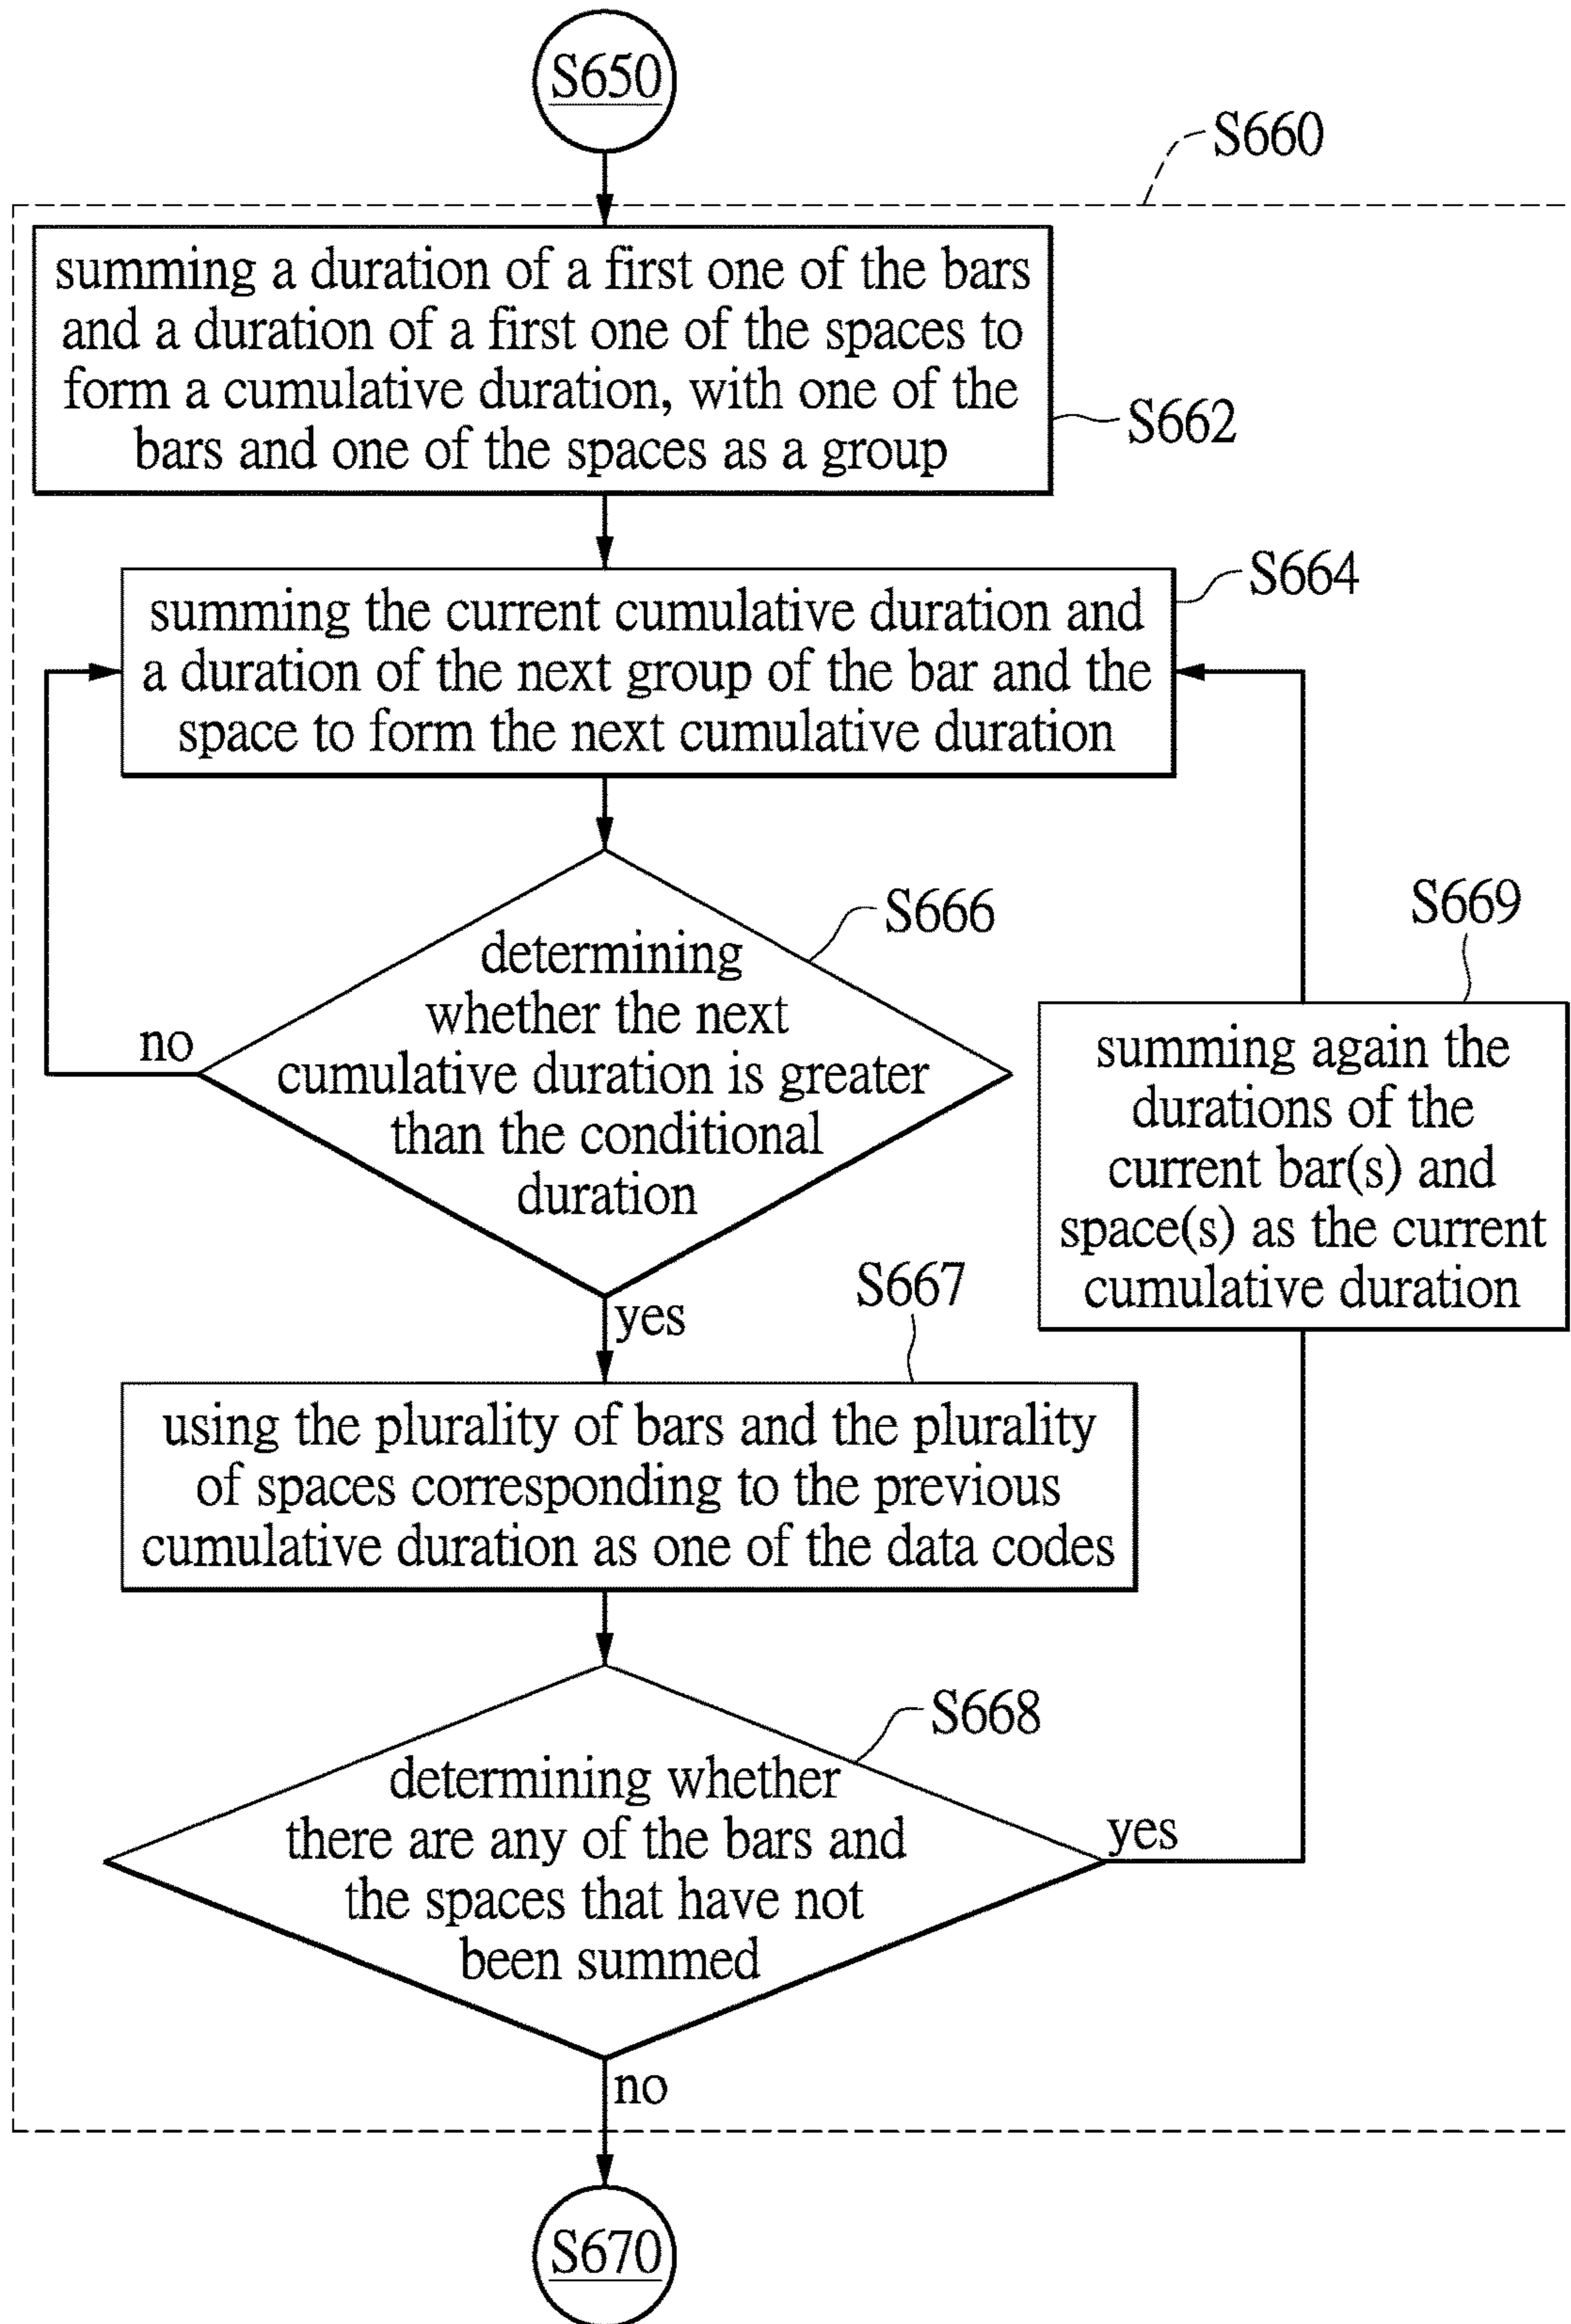 S650
S660
summing a duration of a first one of the bars
and a duration of a first one of the spaces to
form a cumulative duration, with one of the
bars and one of the spaces as a group
S662
S664
summing the current cumulative duration and
a duration of the next group of the bar and the
space to form the next cumulative duration
S666
determining
whether the next
cumulative duration is greater
than the conditional
duration
no
yes
S669
summing again the
durations of the
current bar(s) and
space(s) as the current
cumulative duration
S667
using the plurality of bars and the plurality
of spaces corresponding to the previous
cumulative duration as one of the data codes
S668
determining whether
there are any of the bars and
the spaces that have not
been summed
yes
no
S670